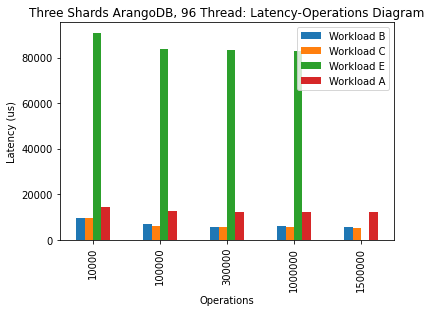 Three Shards ArangoDB, 96 Thread: Latency-Operations Diagram
Workload B
Workload C
Workload E
Workload A
Latency (us)
80000
60000
40000
20000
0
10000
100000
300000
1000000
1500000
Operations